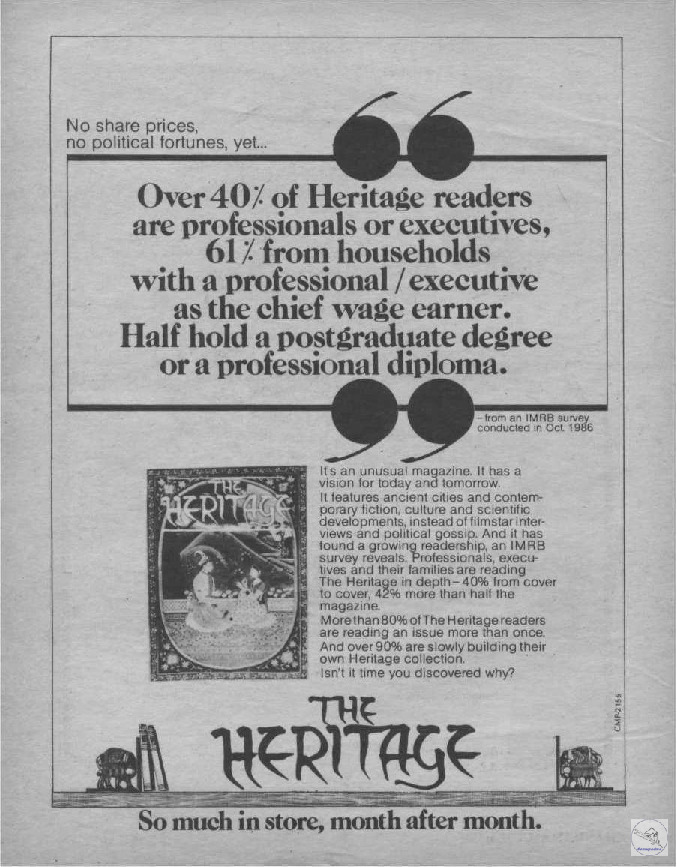 No share prices,
no political fortunes, yet...
Over 40% of Heritage readers
are professionals or executives,
61% from households
with a professional / executive
as the chief wage earner.
Half hold a postgraduate degree
or a professional diploma.
–from an IMRB survey
conducted in Oct. 1986
THE
HERITAGE
It's an unusual magazine. It has a
vision for today and tomorrow.
It features ancient cities and contem-
porary fiction, culture and scientific
developments, instead of filmstar inter-
views and political gossip. And it has
found a growing readership, an IMRB
survey reveals. Professionals, execu-
tives and their families are reading
The Heritage in depth–40% from cover
to cover, 42% more than half the
magazine.
More than 80% of The Heritage readers
are reading an issue more than once.
And over 90% are slowly building their
own Heritage collection.
Isn't it time you discovered why?
THE
HERITAGE
So much in store, month after month.